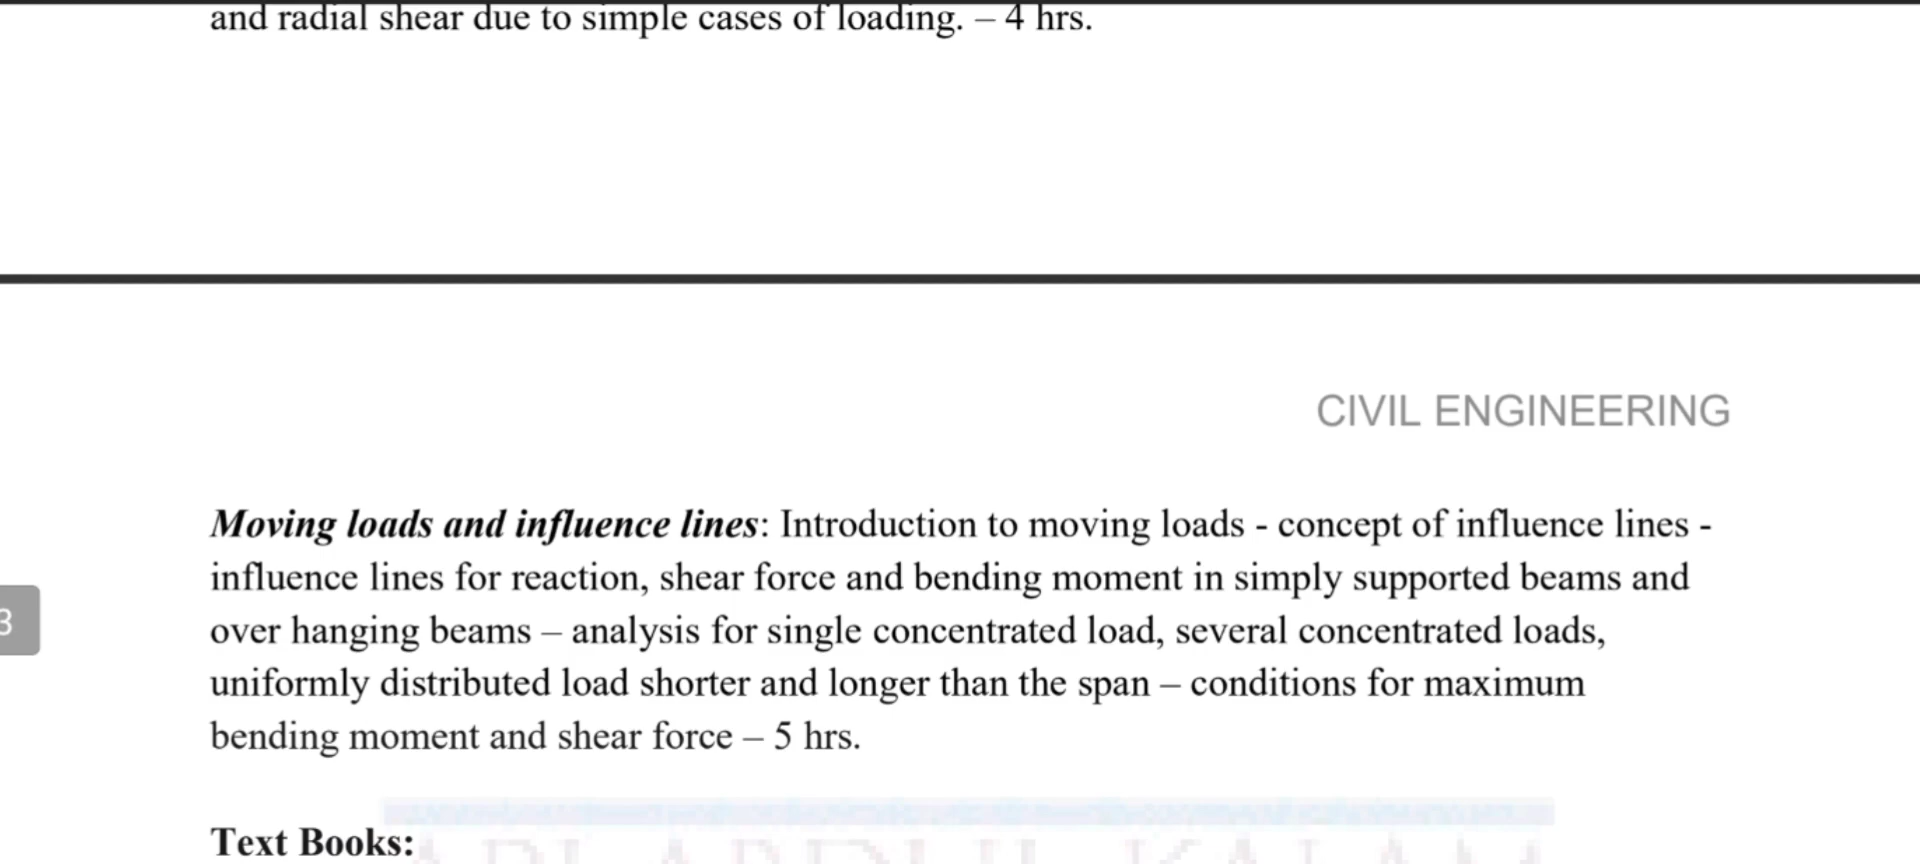 and radial shear due to simple cases of loading. – 4 hrs.
CIVIL ENGINEERING
Moving loads and influence lines: Introduction to moving loads - concept of influence lines -
influence lines for reaction, shear force and bending moment in simply supported beams and
3
over hanging beams – analysis for single concentrated load, several concentrated loads,
uniformly distributed load shorter and longer than the span – conditions for maximum
bending moment and shear force – 5 hrs.
Text Books: